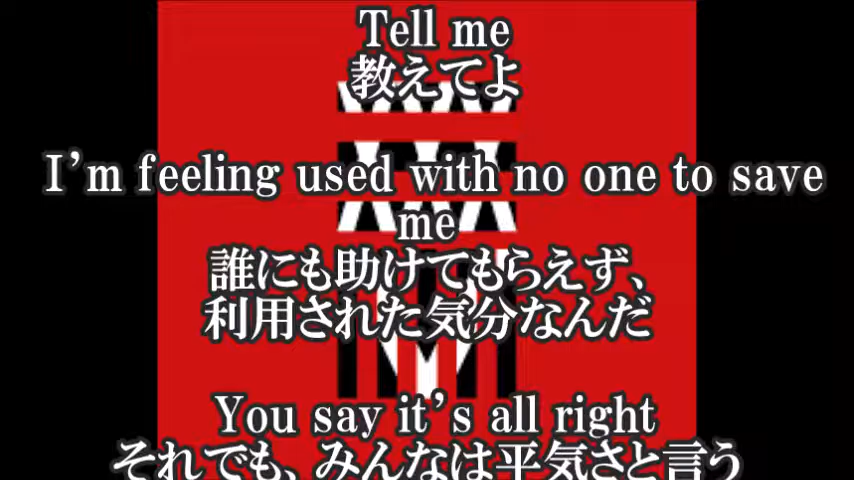 Tell me
教えてよ
I'm feeling used with no one to save
me
誰にも助けてもらえず、
利用された気分なんだ
You say it's all right
それでも、みんなは平気さと言う